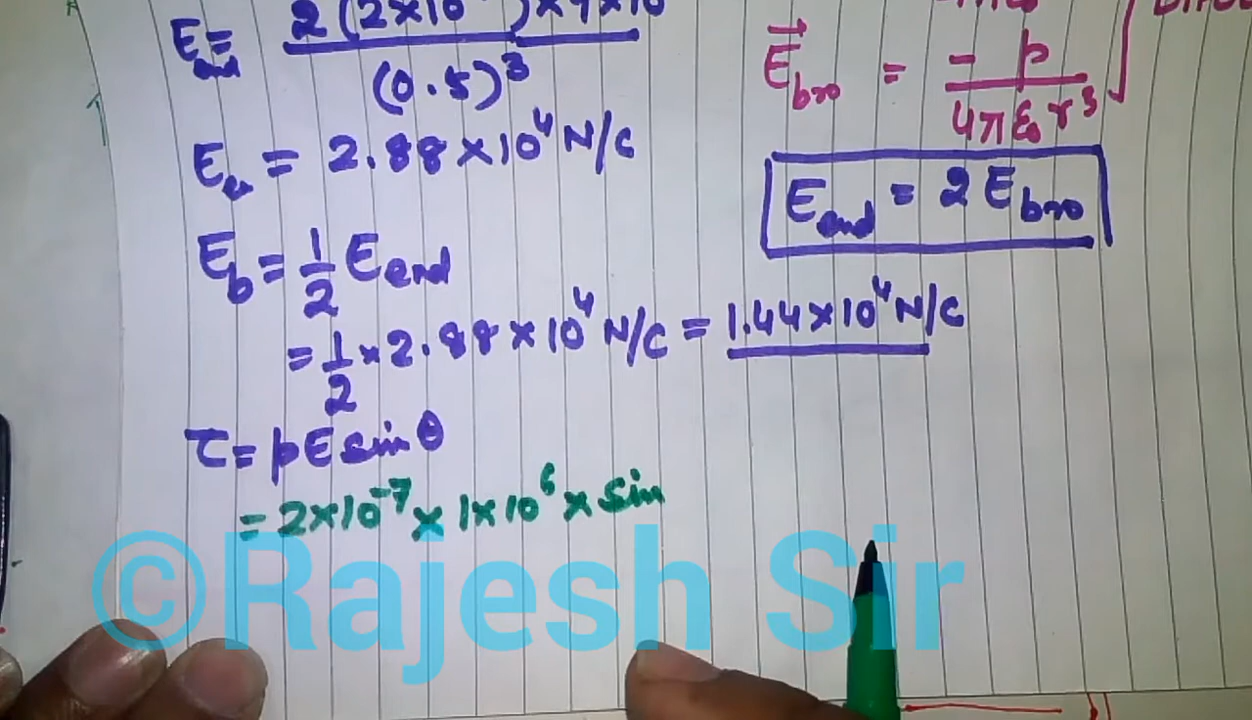 E_end = 2(2×10 )×9×10
(0.5)³
E_a = 2.88×10⁴ N/C
E_b = 1/2 E_end
= 1/2 × 2.88 × 10⁴ N/C = 1.44×10⁴ N/C
τ = pE sin θ
= 2×10⁻⁷ × 1×10⁶ × sin
E⃗_bro = -p / 4πε₀r³
E_end = 2 E_bro
©Rajesh Sir